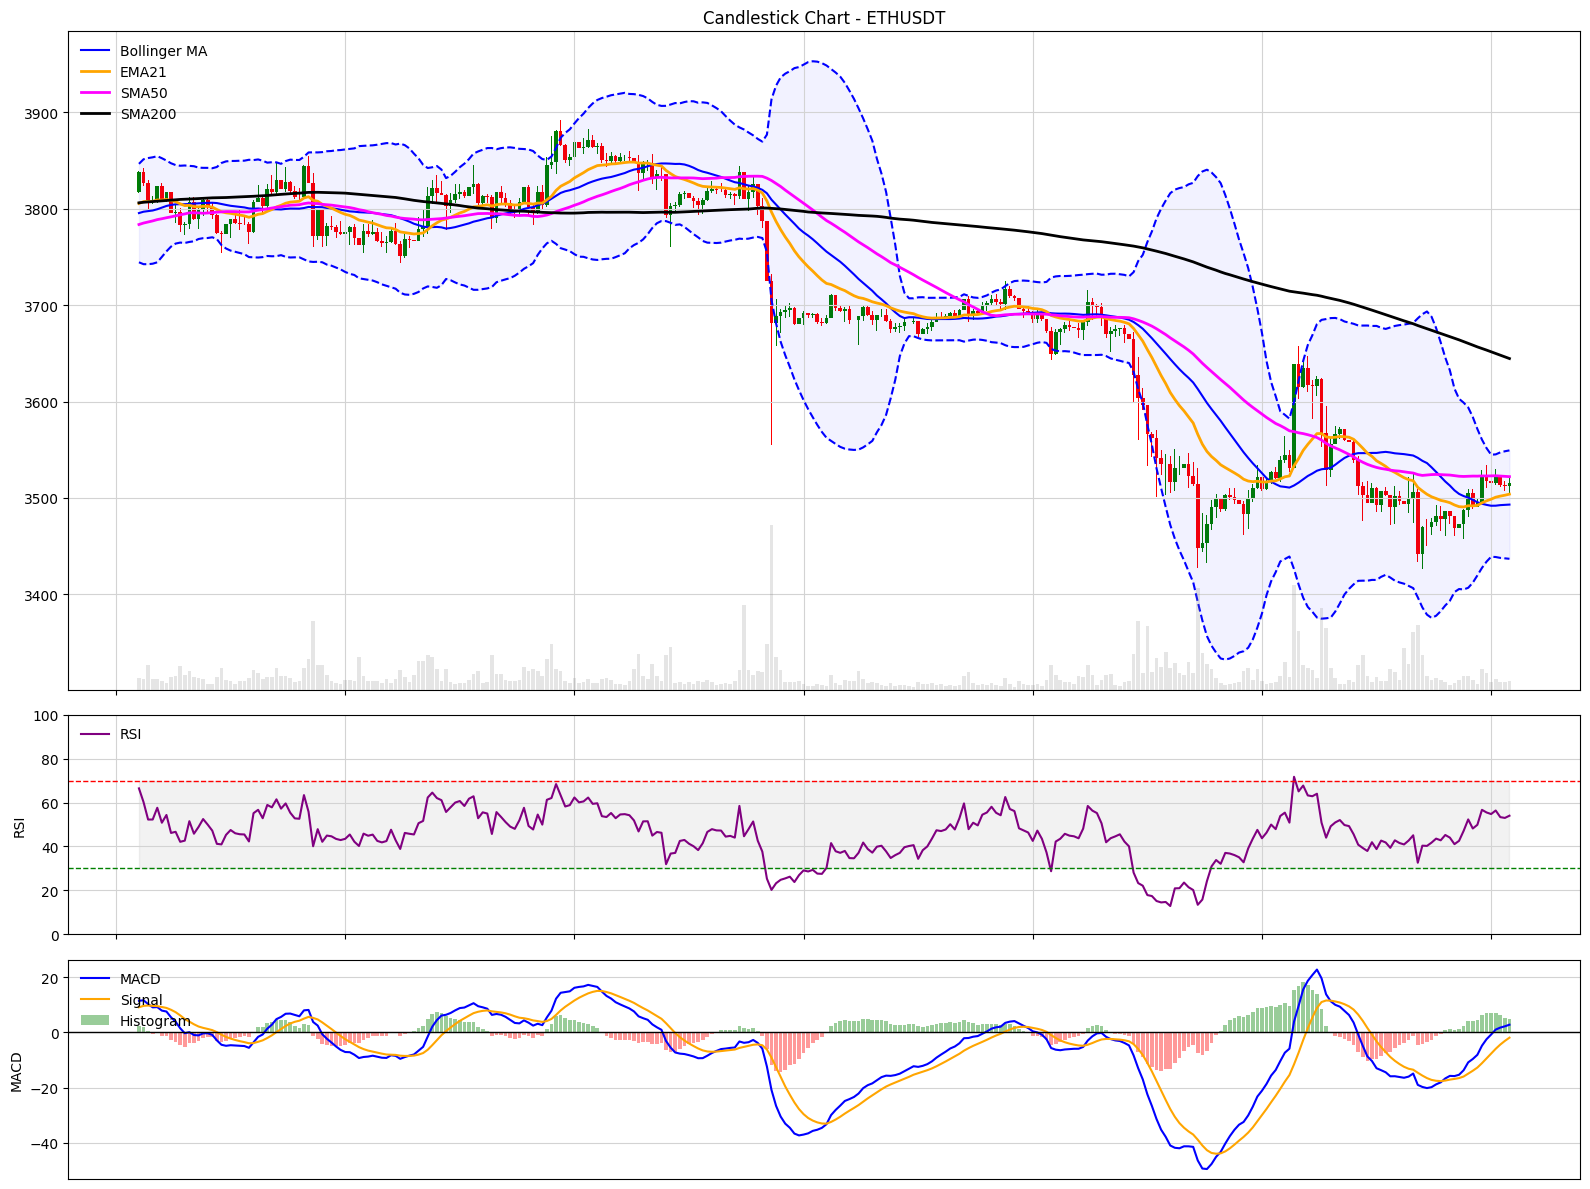 Candlestick Chart - ETHUSDT
Bollinger MA
EMA21
SMA50
SMA200
3900
3800
3700
3600
3500
3400
100
80
60
40
20
0
RSI
RSI
20
0
−20
−40
MACD
MACD
Signal
Histogram